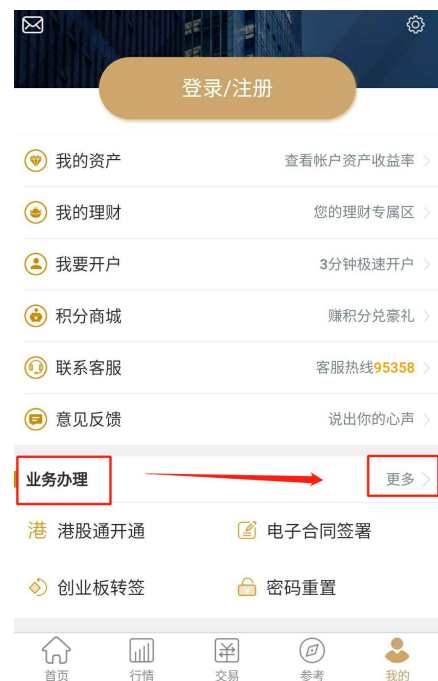 登录/注册
我的资产 查看帐户资产收益率
我的理财 您的理财专属区
我要开户 3分钟极速开户
积分商城 赚积分兑豪礼
联系客服 客服热线95358
意见反馈 说出你的心声
业务办理 更多
港 港股通开通 电子合同签署
创业板转签 密码重置
首页 行情 交易 参考 我的